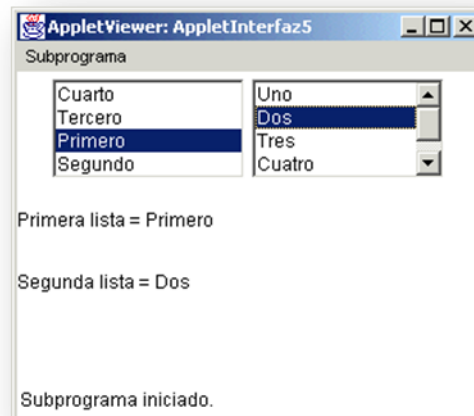 AppletViewer: AppletInterfaz5
Subprograma
Cuarto
Tercero
Primero
Segundo
Uno
Dos
Tres
Cuatro
Primera lista = Primero
Segunda lista = Dos
Subprograma iniciado.